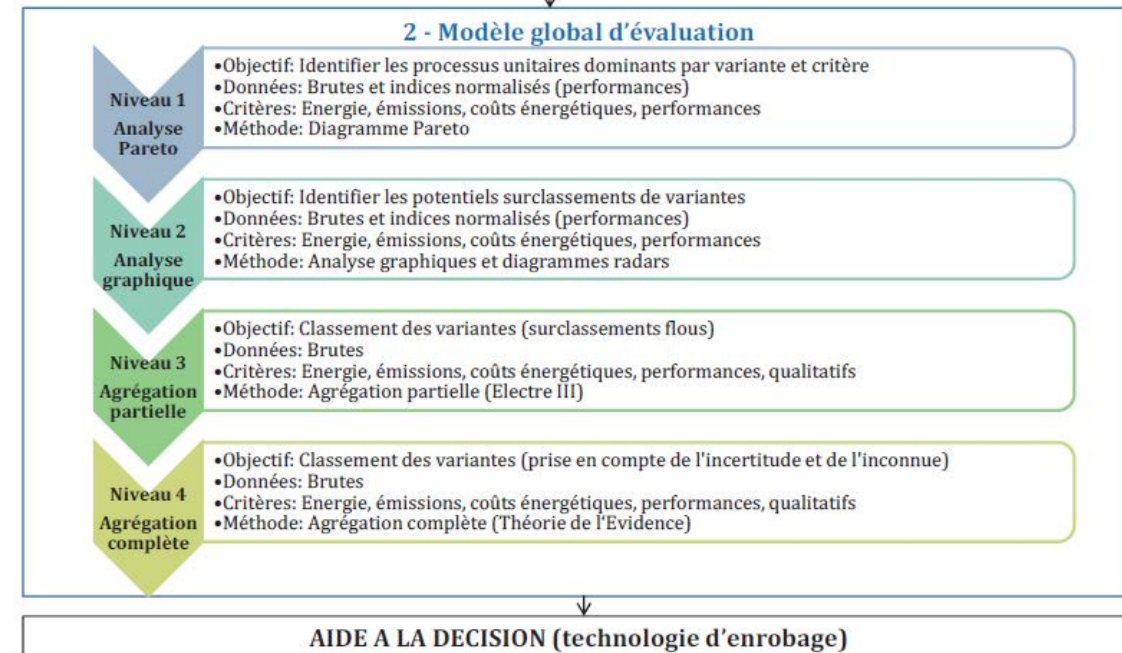 2 - Modèle global d’évaluation
Niveau 1
Analyse
Pareto
•Objectif: Identifier les processus unitaires dominants par variante et critère
•Données: Brutes et indices normalisés (performances)
•Critères: Energie, émissions, coûts énergétiques, performances
•Méthode: Diagramme Pareto
Niveau 2
Analyse
graphique
•Objectif: Identifier les potentiels surclassements de variantes
•Données: Brutes et indices normalisés (performances)
•Critères: Energie, émissions, coûts énergétiques, performances
•Méthode: Analyse graphiques et diagrammes radars
Niveau 3
Agrégation
partielle
•Objectif: Classement des variantes (surclassements flous)
•Données: Brutes
•Critères: Energie, émissions, coûts énergétiques, performances, qualitatifs
•Méthode: Agrégation partielle (Electre III)
Niveau 4
Agrégation
complète
•Objectif: Classement des variantes (prise en compte de l'incertitude et de l'inconnue)
•Données: Brutes
•Critères: Energie, émissions, coûts énergétiques, performances, qualitatifs
•Méthode: Agrégation complète (Théorie de l'Evidence)
AIDE A LA DECISION (technologie d’enrobage)